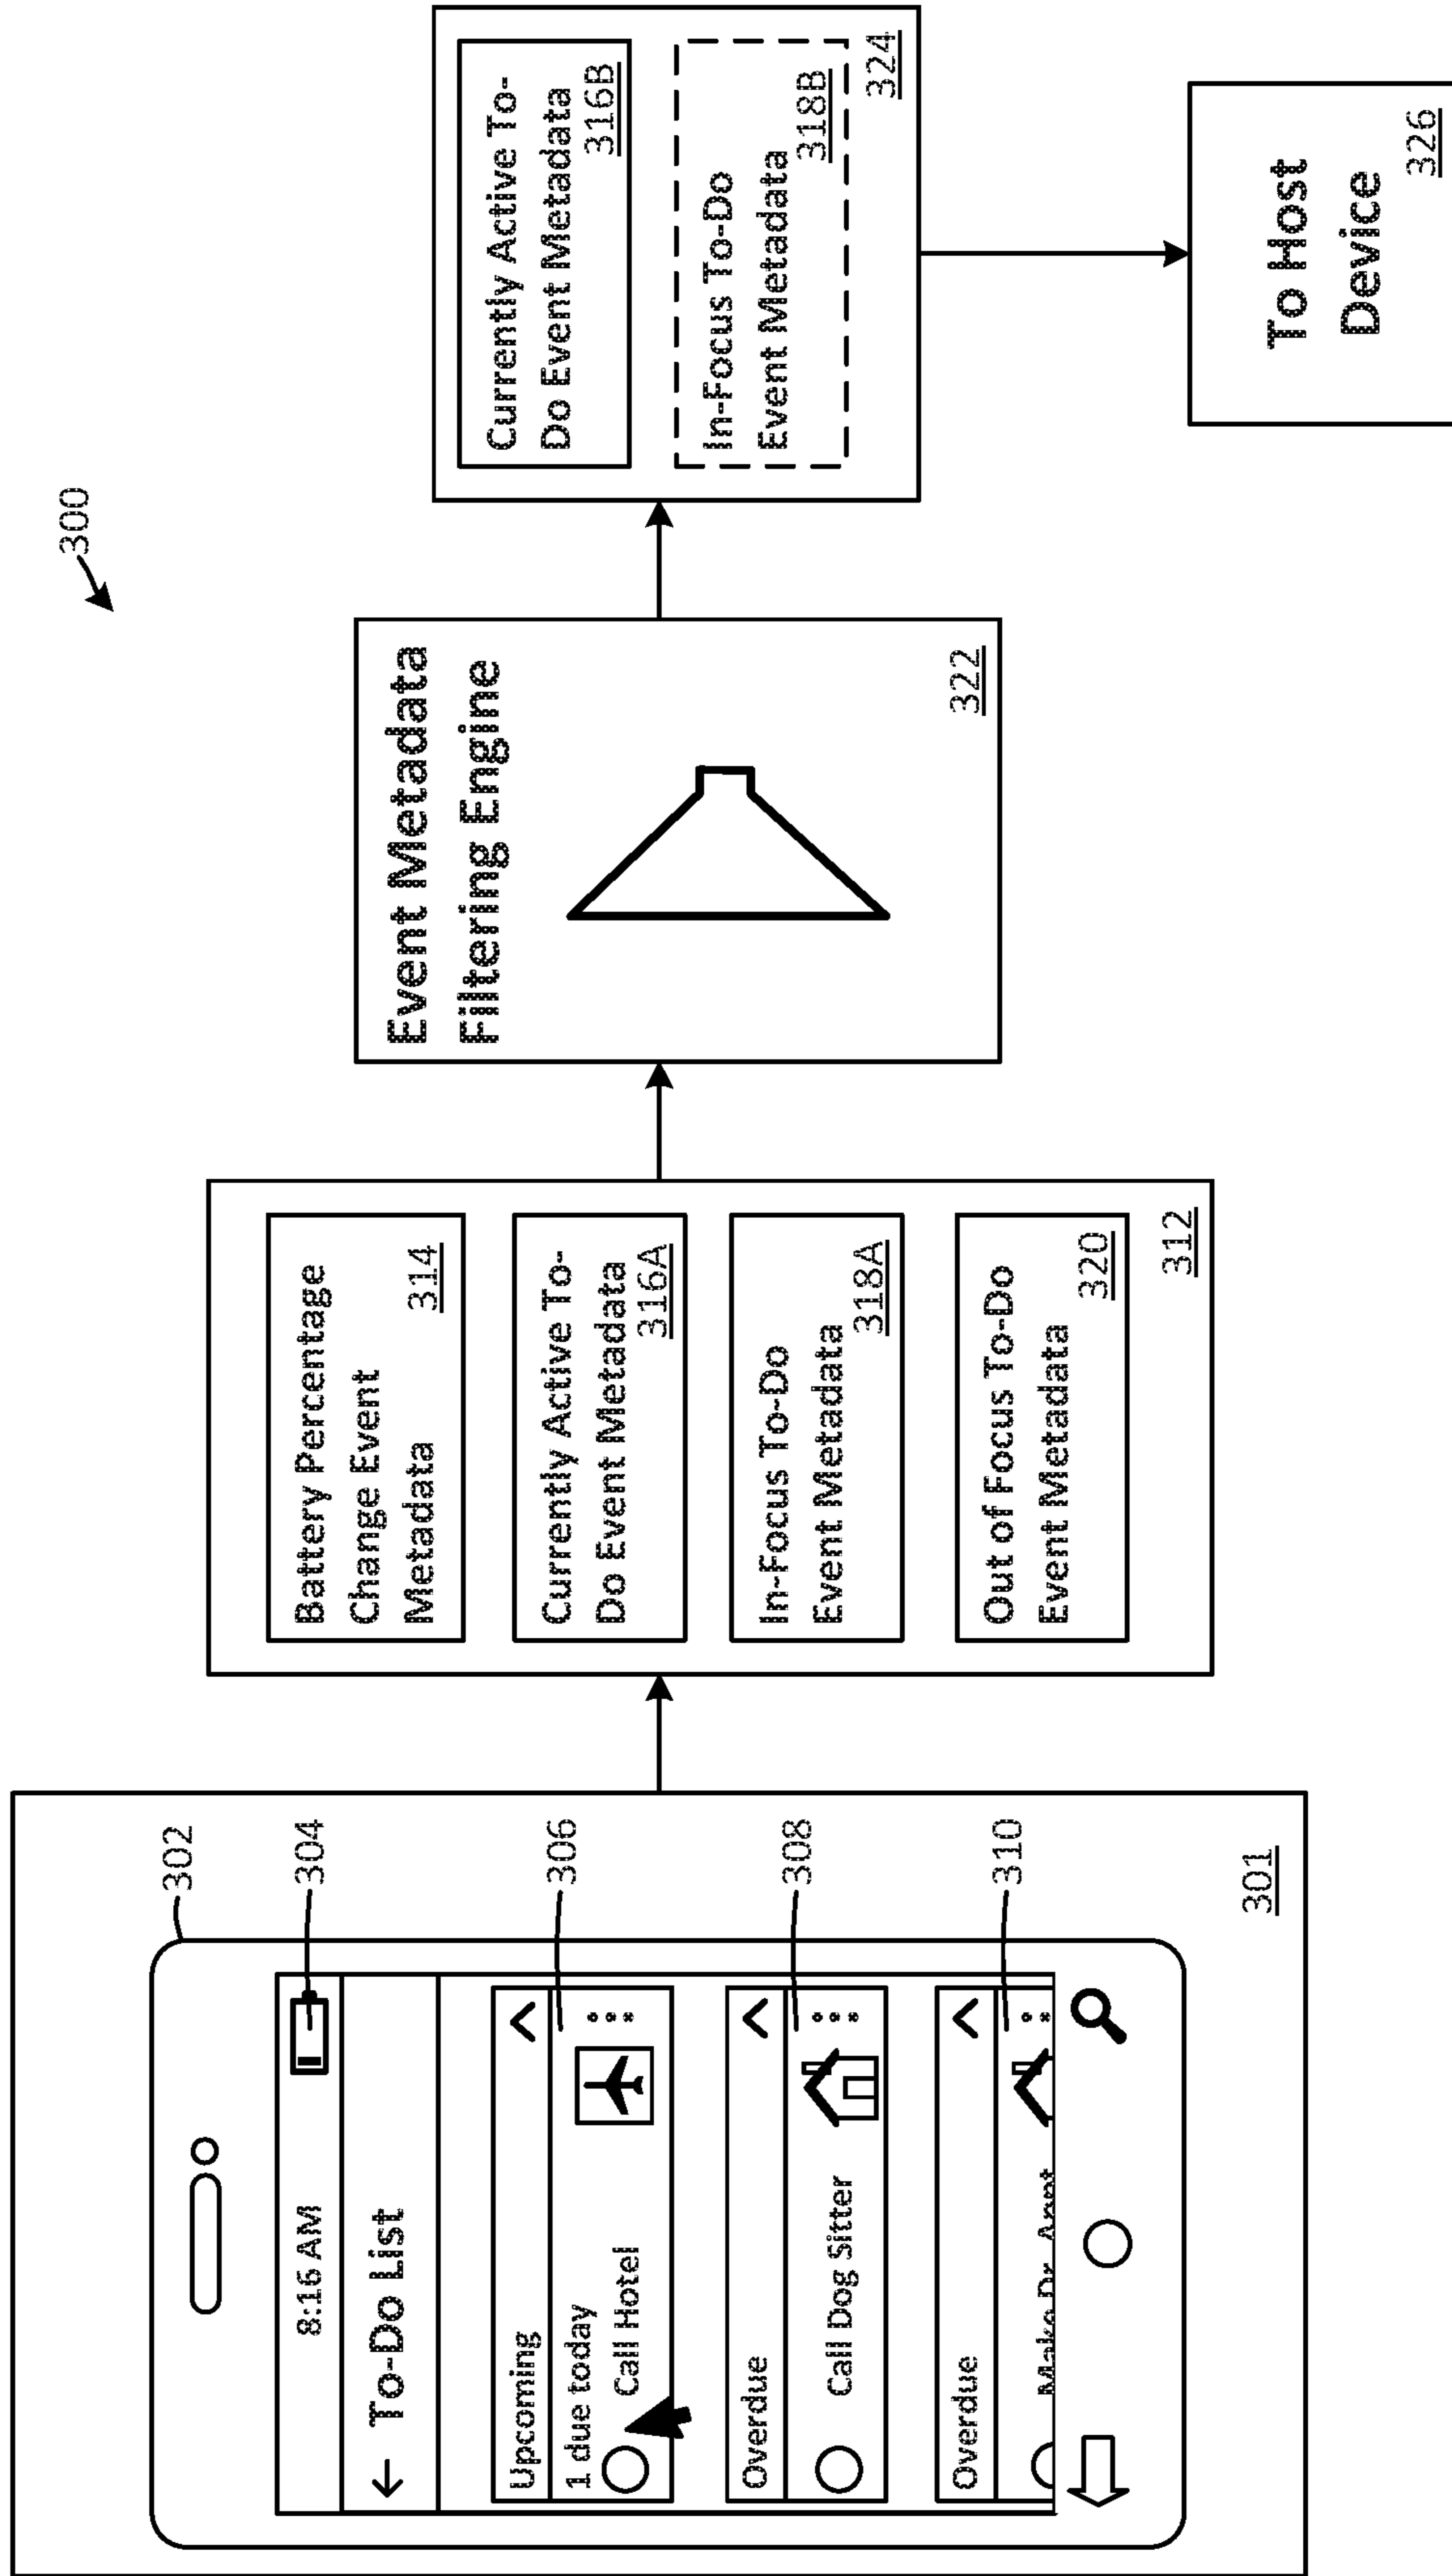 300
302
304
306
308
310
301
8:16 AM
To-Do List
Upcoming
1 due today
Call Hotel
Overdue
Call Dog Sitter
Overdue
Make Dr. Appt
Battery Percentage
Change Event
Metadata
314
Currently Active To-
Do Event Metadata
316A
In-Focus To-Do
Event Metadata
318A
Out of Focus To-Do
Event Metadata
320
312
Event Metadata
Filtering Engine
322
Currently Active To-
Do Event Metadata
316B
In-Focus To-Do
Event Metadata
318B
324
To Host
Device
326